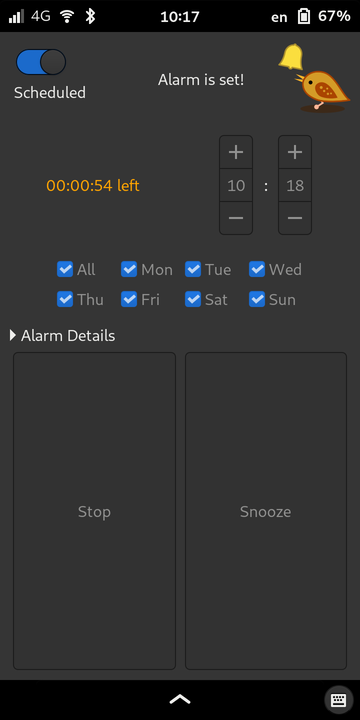 4G 10:17 en 67%
Scheduled
Alarm is set!
00:00:54 left
10 : 18
All Mon Tue Wed
Thu Fri Sat Sun
Alarm Details
Stop Snooze